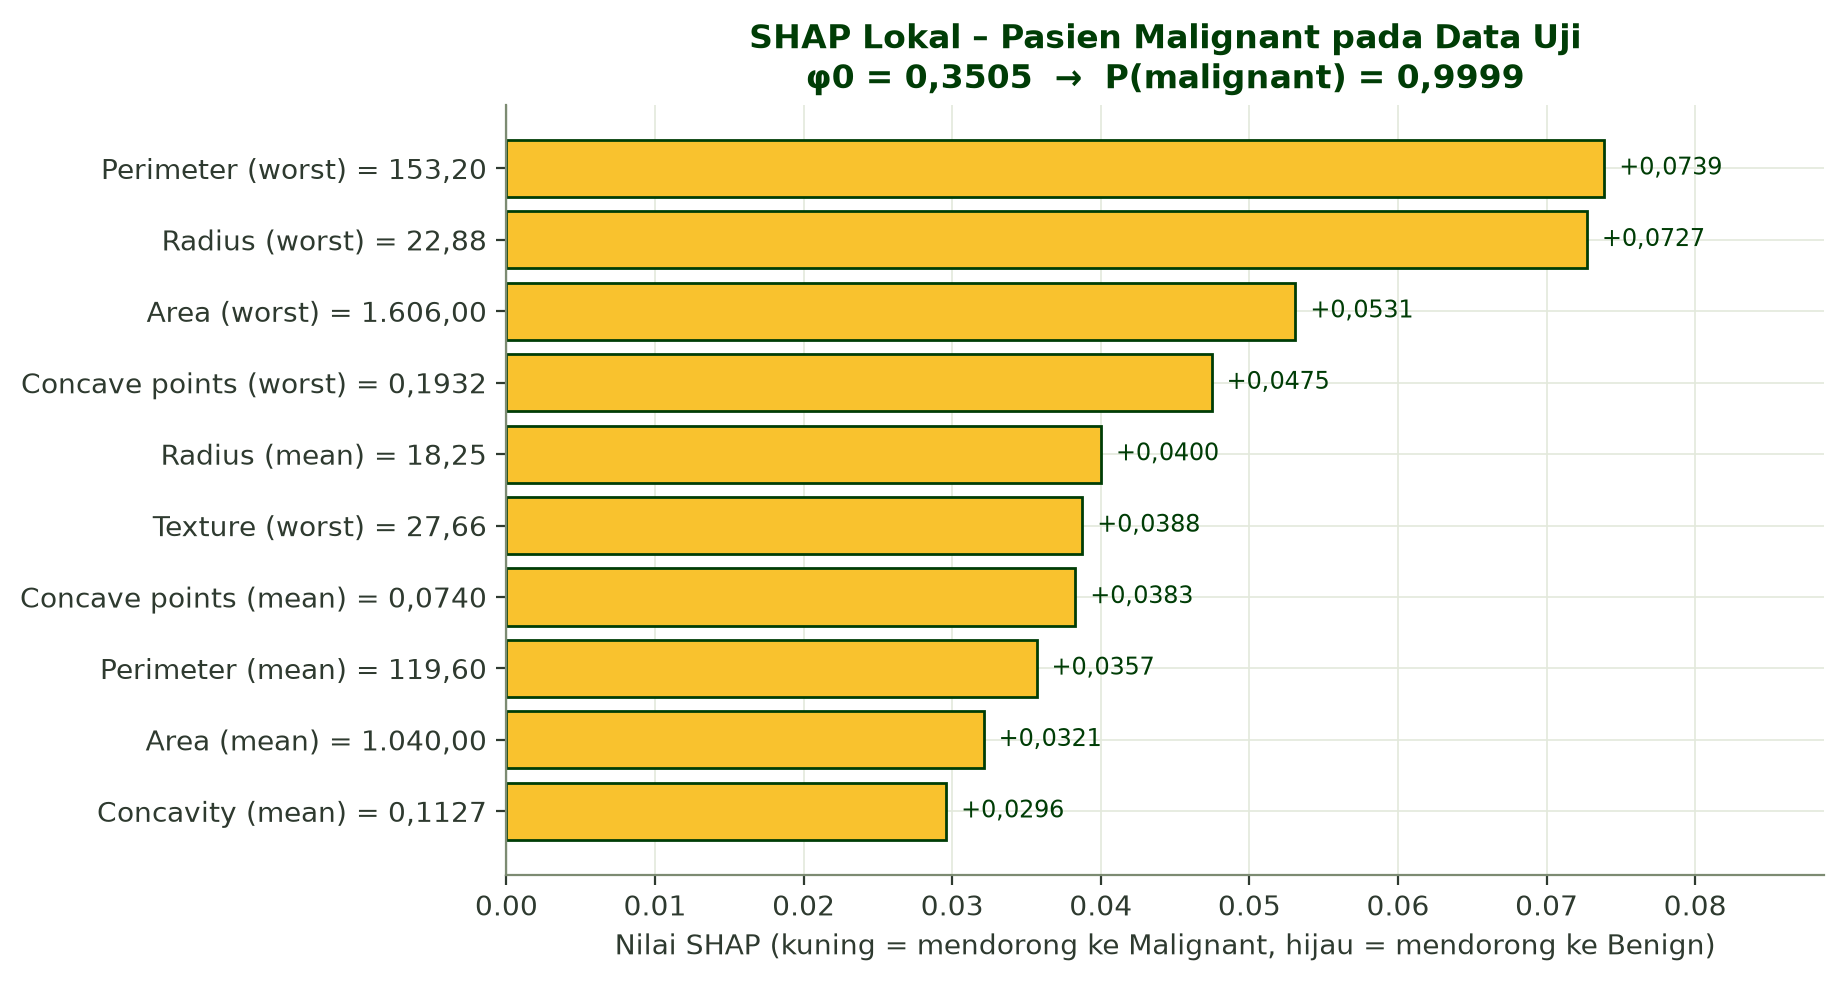 SHAP Lokal – Pasien Malignant pada Data Uji
φ0 = 0,3505 → P(malignant) = 0,9999
Perimeter (worst) = 153,20
+0,0739
Radius (worst) = 22,88
+0,0727
Area (worst) = 1.606,00
+0,0531
Concave points (worst) = 0,1932
+0,0475
Radius (mean) = 18,25
+0,0400
Texture (worst) = 27,66
+0,0388
Concave points (mean) = 0,0740
+0,0383
Perimeter (mean) = 119,60
+0,0357
Area (mean) = 1.040,00
+0,0321
Concavity (mean) = 0,1127
+0,0296
0.00 0.01 0.02 0.03 0.04 0.05 0.06 0.07 0.08
Nilai SHAP (kuning = mendorong ke Malignant, hijau = mendorong ke Benign)